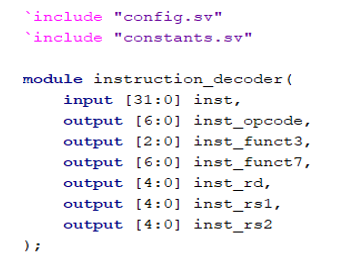 `include "config.sv"
`include "constants.sv"
module instruction_decoder(
    input [31:0] inst,
    output [6:0] inst_opcode,
    output [2:0] inst_funct3,
    output [6:0] inst_funct7,
    output [4:0] inst_rd,
    output [4:0] inst_rs1,
    output [4:0] inst_rs2
);